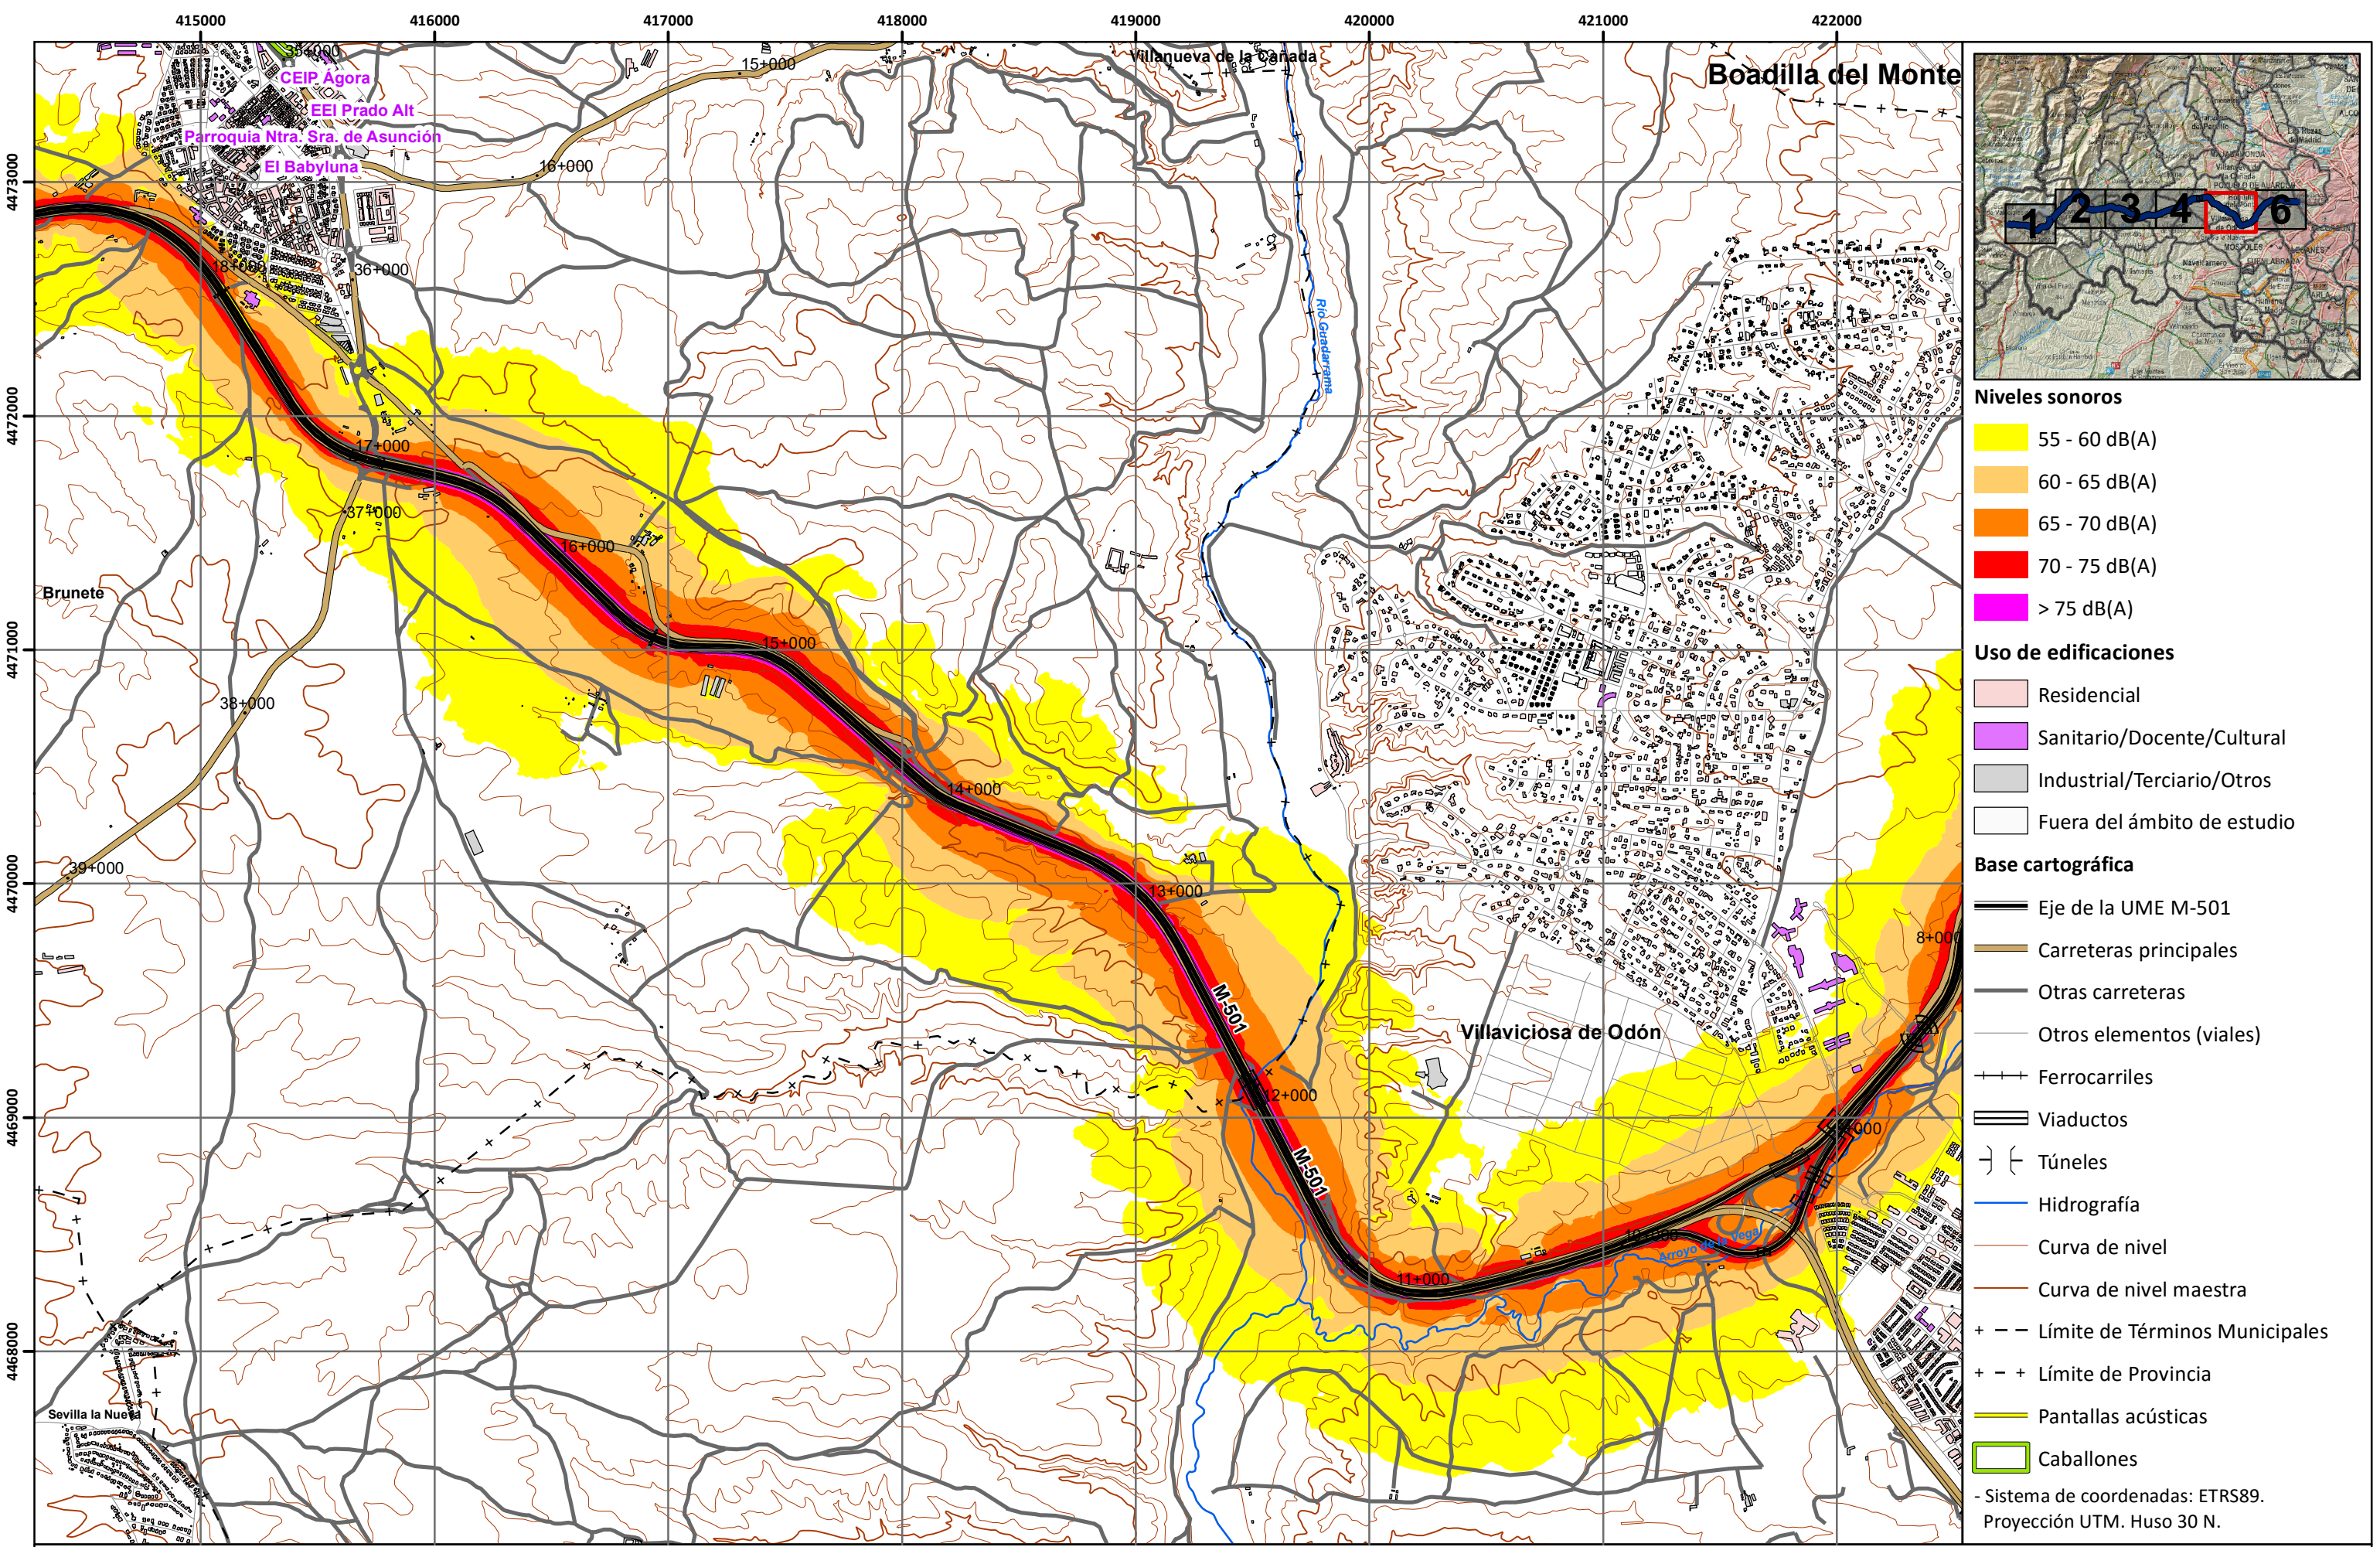 415000 416000 417000 418000 419000 420000 421000 422000
4473000
4472000
4471000
4470000
4469000
4468000
35+000
CEIP Ágora
EEI Prado Alt
Parroquia Ntra. Sra. de Asunción
El Babyluna
15+000
16+000
Villanueva de la Cañada
Boadilla del Monte
18+000
36+000
Río Guadarrama
17+000
37+000
16+000
Brunete
15+000
38+000
14+000
39+000
13+000
8+000
M-501
Villaviciosa de Odón
12+000
M-501
10+000
Arroyo de la Vega
11+000
Sevilla la Nueva
1 2 3 4 6
Niveles sonoros
55 - 60 dB(A)
60 - 65 dB(A)
65 - 70 dB(A)
70 - 75 dB(A)
> 75 dB(A)
Uso de edificaciones
Residencial
Sanitario/Docente/Cultural
Industrial/Terciario/Otros
Fuera del ámbito de estudio
Base cartográfica
Eje de la UME M-501
Carreteras principales
Otras carreteras
Otros elementos (viales)
Ferrocarriles
Viaductos
Túneles
Hidrografía
Curva de nivel
Curva de nivel maestra
Límite de Términos Municipales
Límite de Provincia
Pantallas acústicas
Caballones
- Sistema de coordenadas: ETRS89.
Proyección UTM. Huso 30 N.